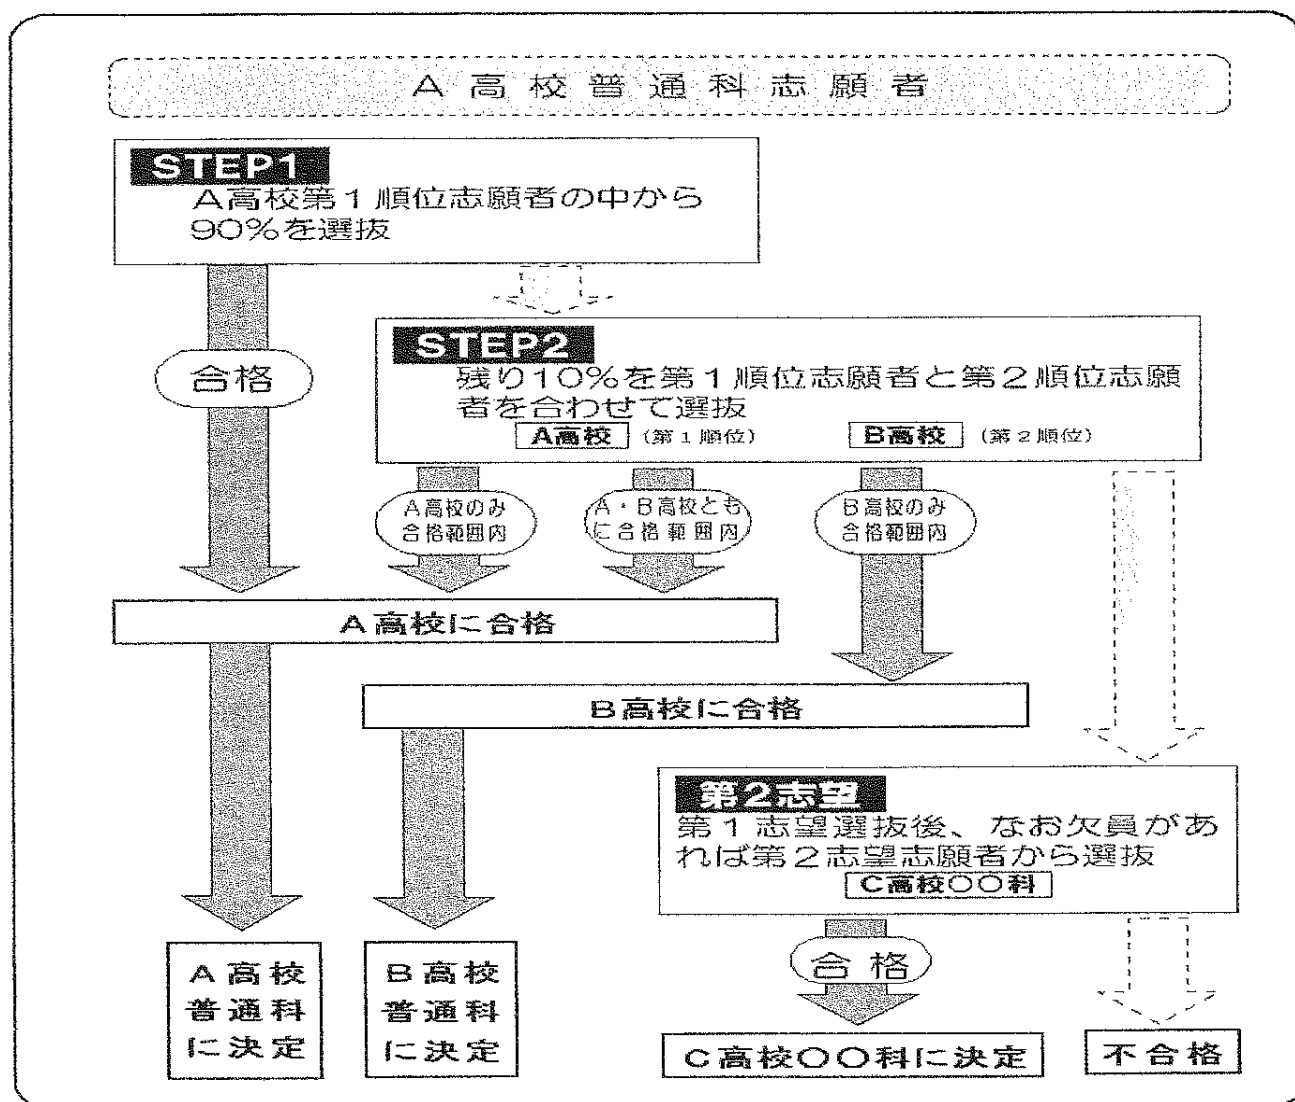 A高校普通科志願者
STEP1
A高校第1順位志願者の中から
90%を選抜
合格
STEP2
残り10%を第1順位志願者と第2順位志願
者を合わせて選抜
A高校 (第1順位) B高校 (第2順位)
A高校のみ
合格範囲内
A・B高校とも
に合格範囲内
B高校のみ
合格範囲内
A高校に合格
B高校に合格
第2志望
第1志望選抜後、なお欠員があ
れば第2志望志願者から選抜
C高校〇〇科
合格
A高校
普通科
に決定
B高校
普通科
に決定
C高校〇〇科に決定
不合格